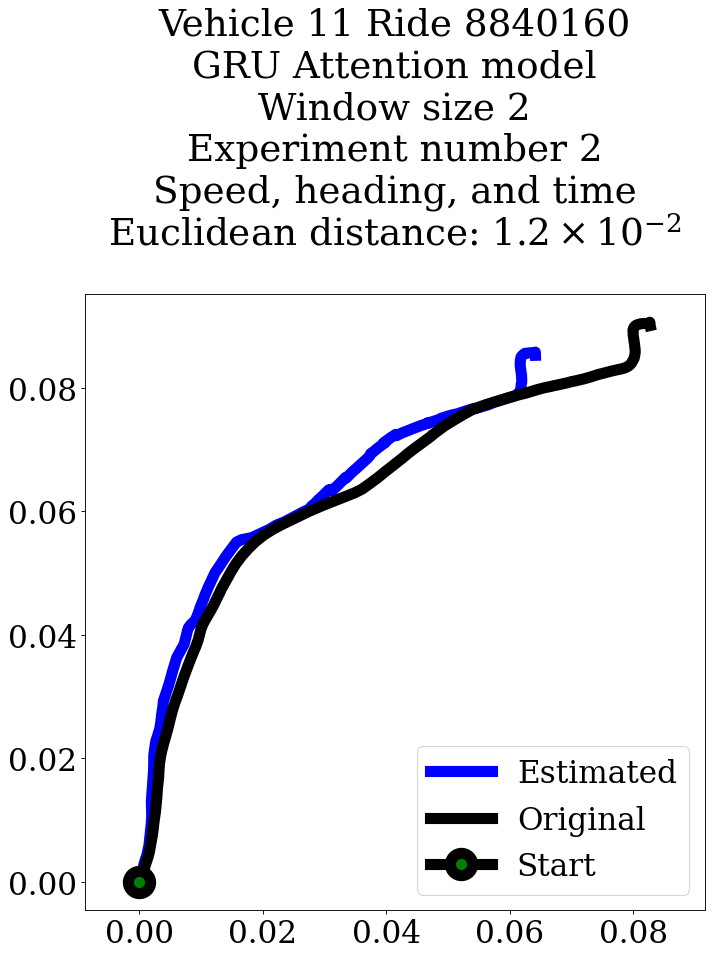 Vehicle 11 Ride 8840160
GRU Attention model
Window size 2
Experiment number 2
Speed, heading, and time
Euclidean distance: 1.2 × 10⁻²
0.08
0.06
0.04
0.02
0.00
Estimated
Original
Start
0.00 0.02 0.04 0.06 0.08